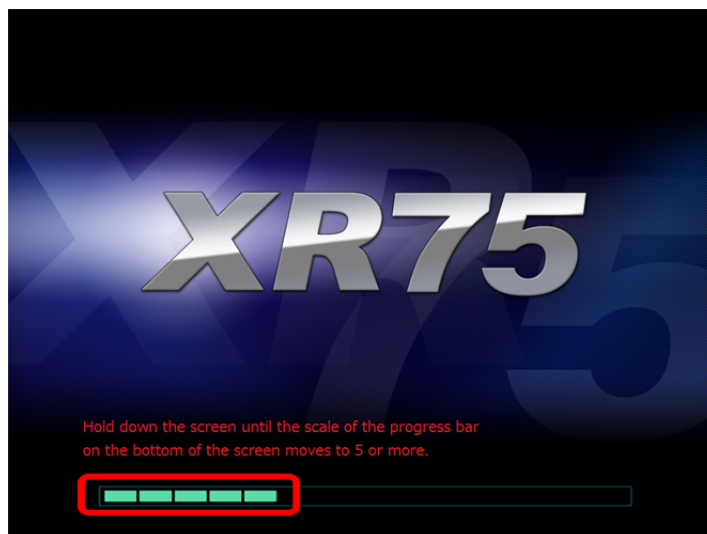 XR75
Hold down the screen until the scale of the progress bar
on the bottom of the screen moves to 5 or more.